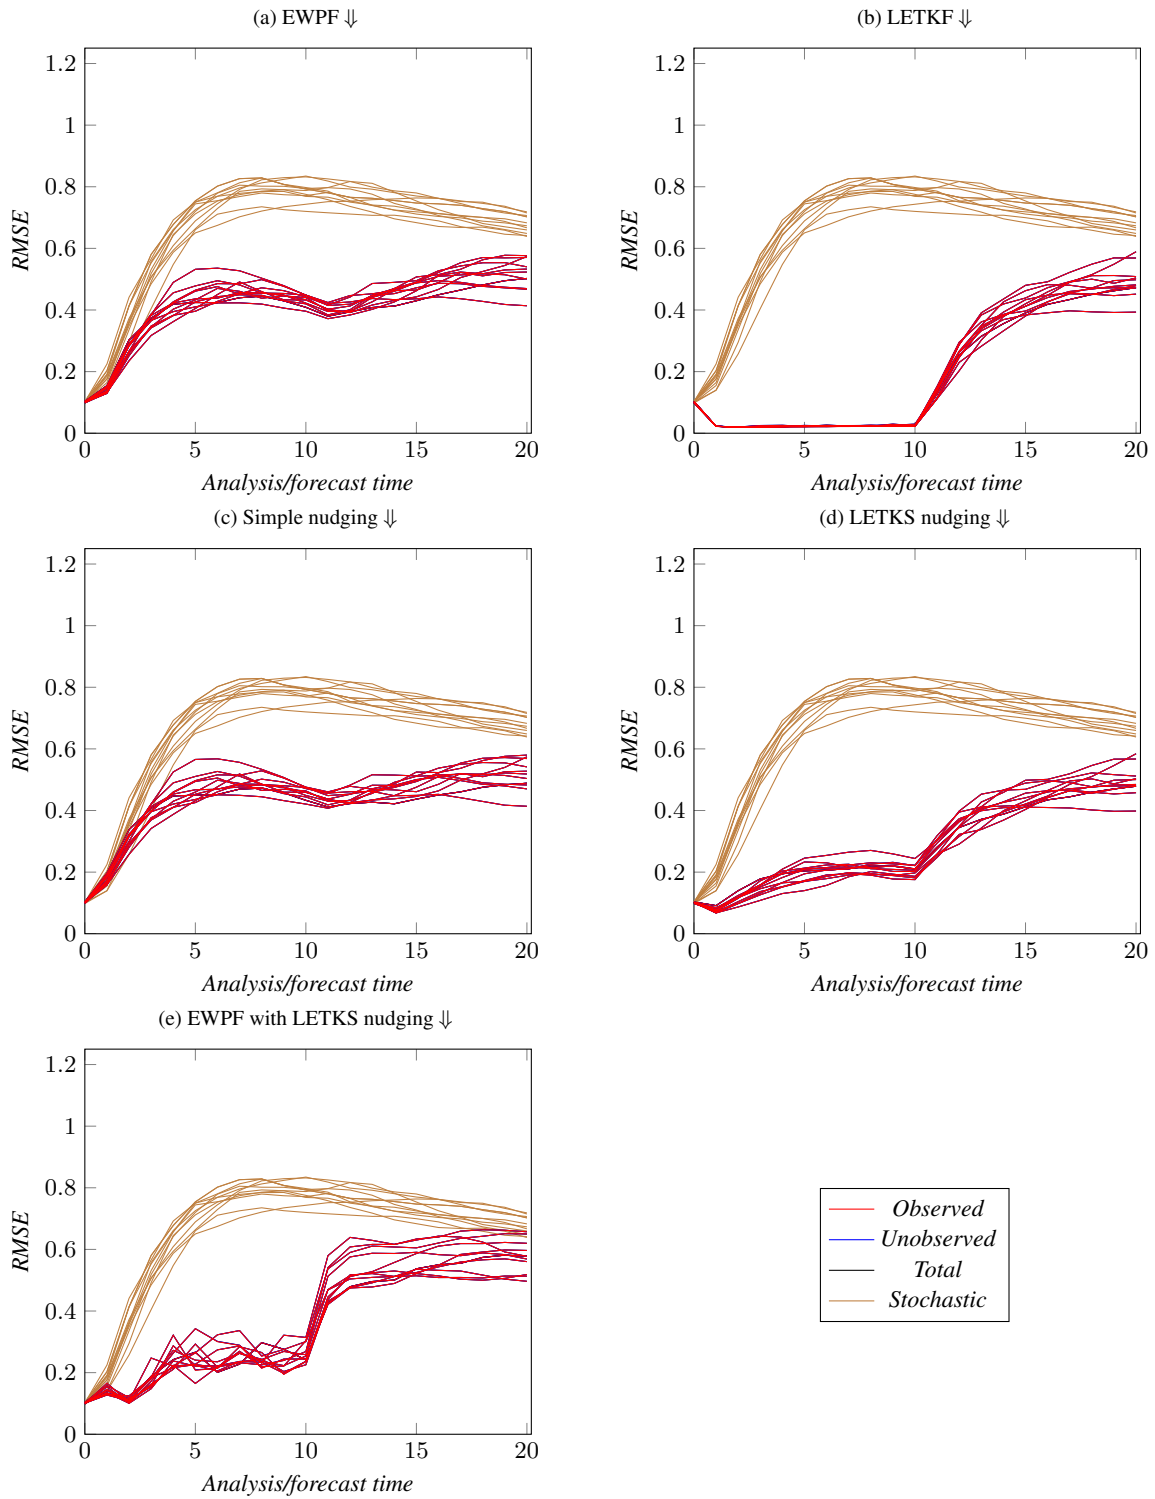 (a) EWPF ⇓
1.2
1
0.8
0.6
0.4
0.2
0
RMSE
0 5 10 15 20
Analysis/forecast time
(b) LETKF ⇓
1.2
1
0.8
0.6
0.4
0.2
0
RMSE
0 5 10 15 20
Analysis/forecast time
(c) Simple nudging ⇓
1.2
1
0.8
0.6
0.4
0.2
0
RMSE
0 5 10 15 20
Analysis/forecast time
(d) LETKS nudging ⇓
1.2
1
0.8
0.6
0.4
0.2
0
RMSE
0 5 10 15 20
Analysis/forecast time
(e) EWPF with LETKS nudging ⇓
1.2
1
0.8
0.6
0.4
0.2
0
RMSE
0 5 10 15 20
Analysis/forecast time
Observed
Unobserved
Total
Stochastic